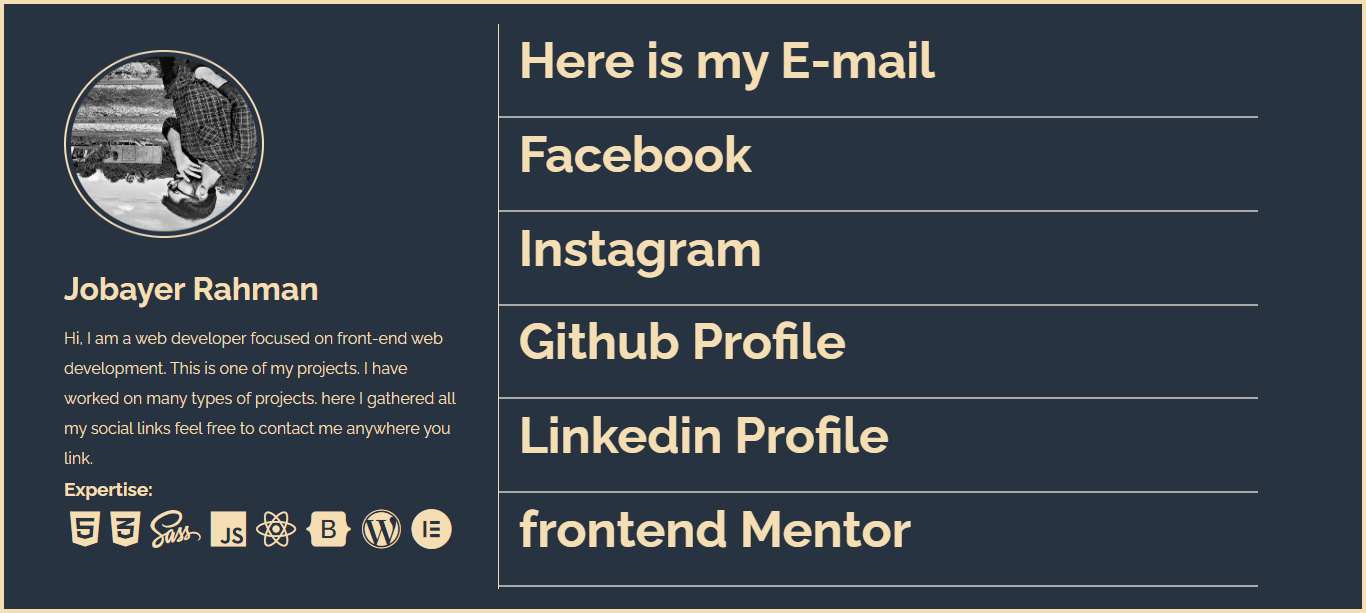 Jobayer Rahman
Hi, I am a web developer focused on front-end web
development. This is one of my projects. I have
worked on many types of projects. here I gathered all
my social links feel free to contact me anywhere you
link.
Expertise:
5 3 Sass JS B W E
Here is my E-mail
Facebook
Instagram
Github Profile
Linkedin Profile
frontend Mentor